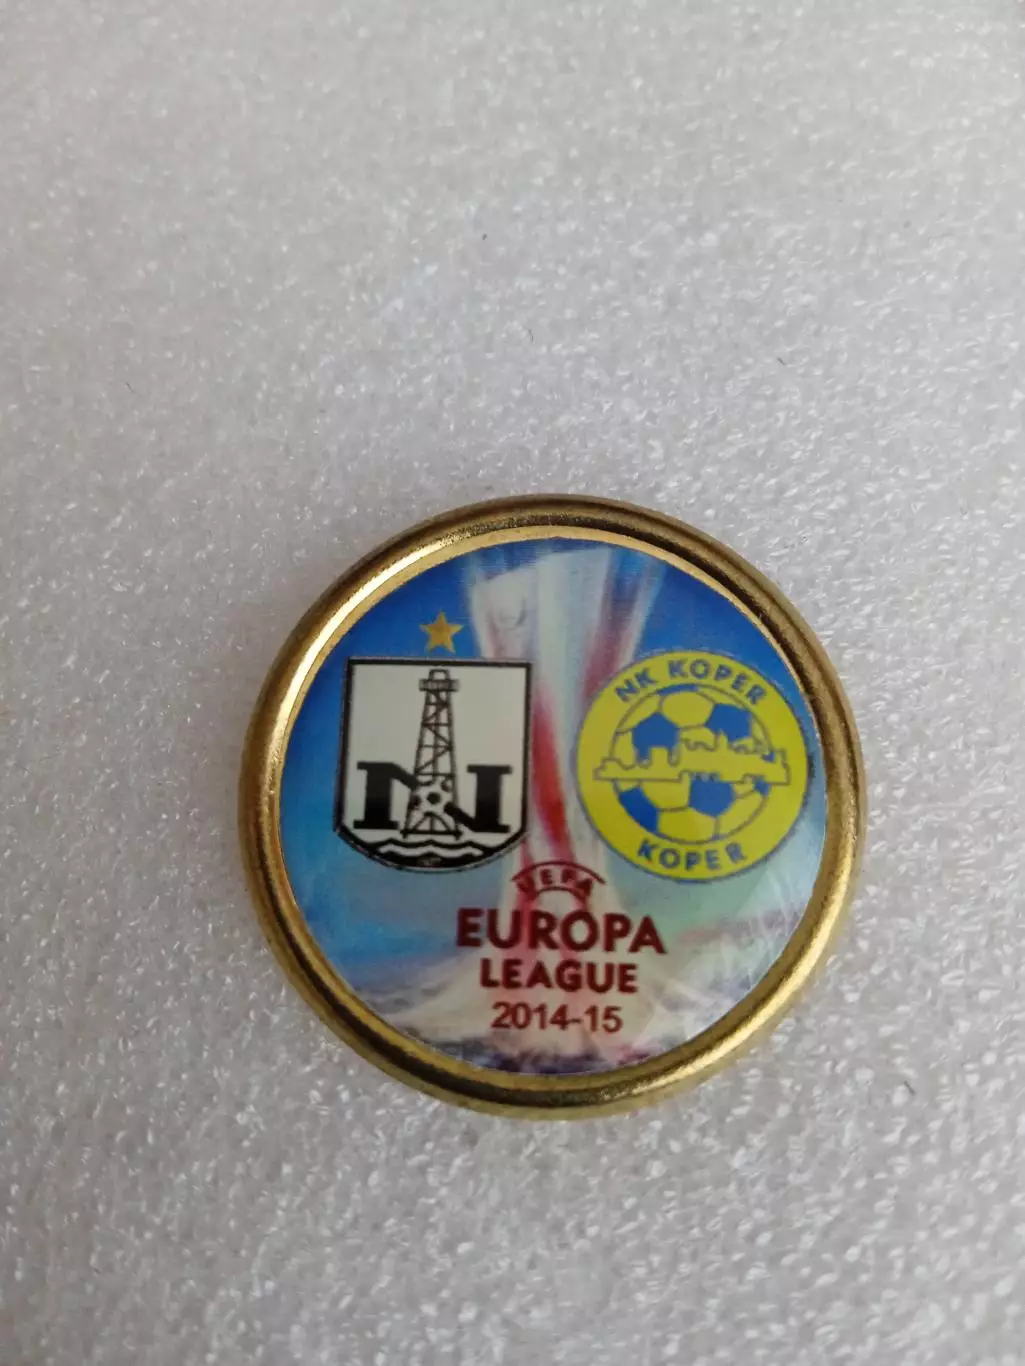 N
NK KOPER
KOPER
UEFA
EUROPA
LEAGUE
2014-15